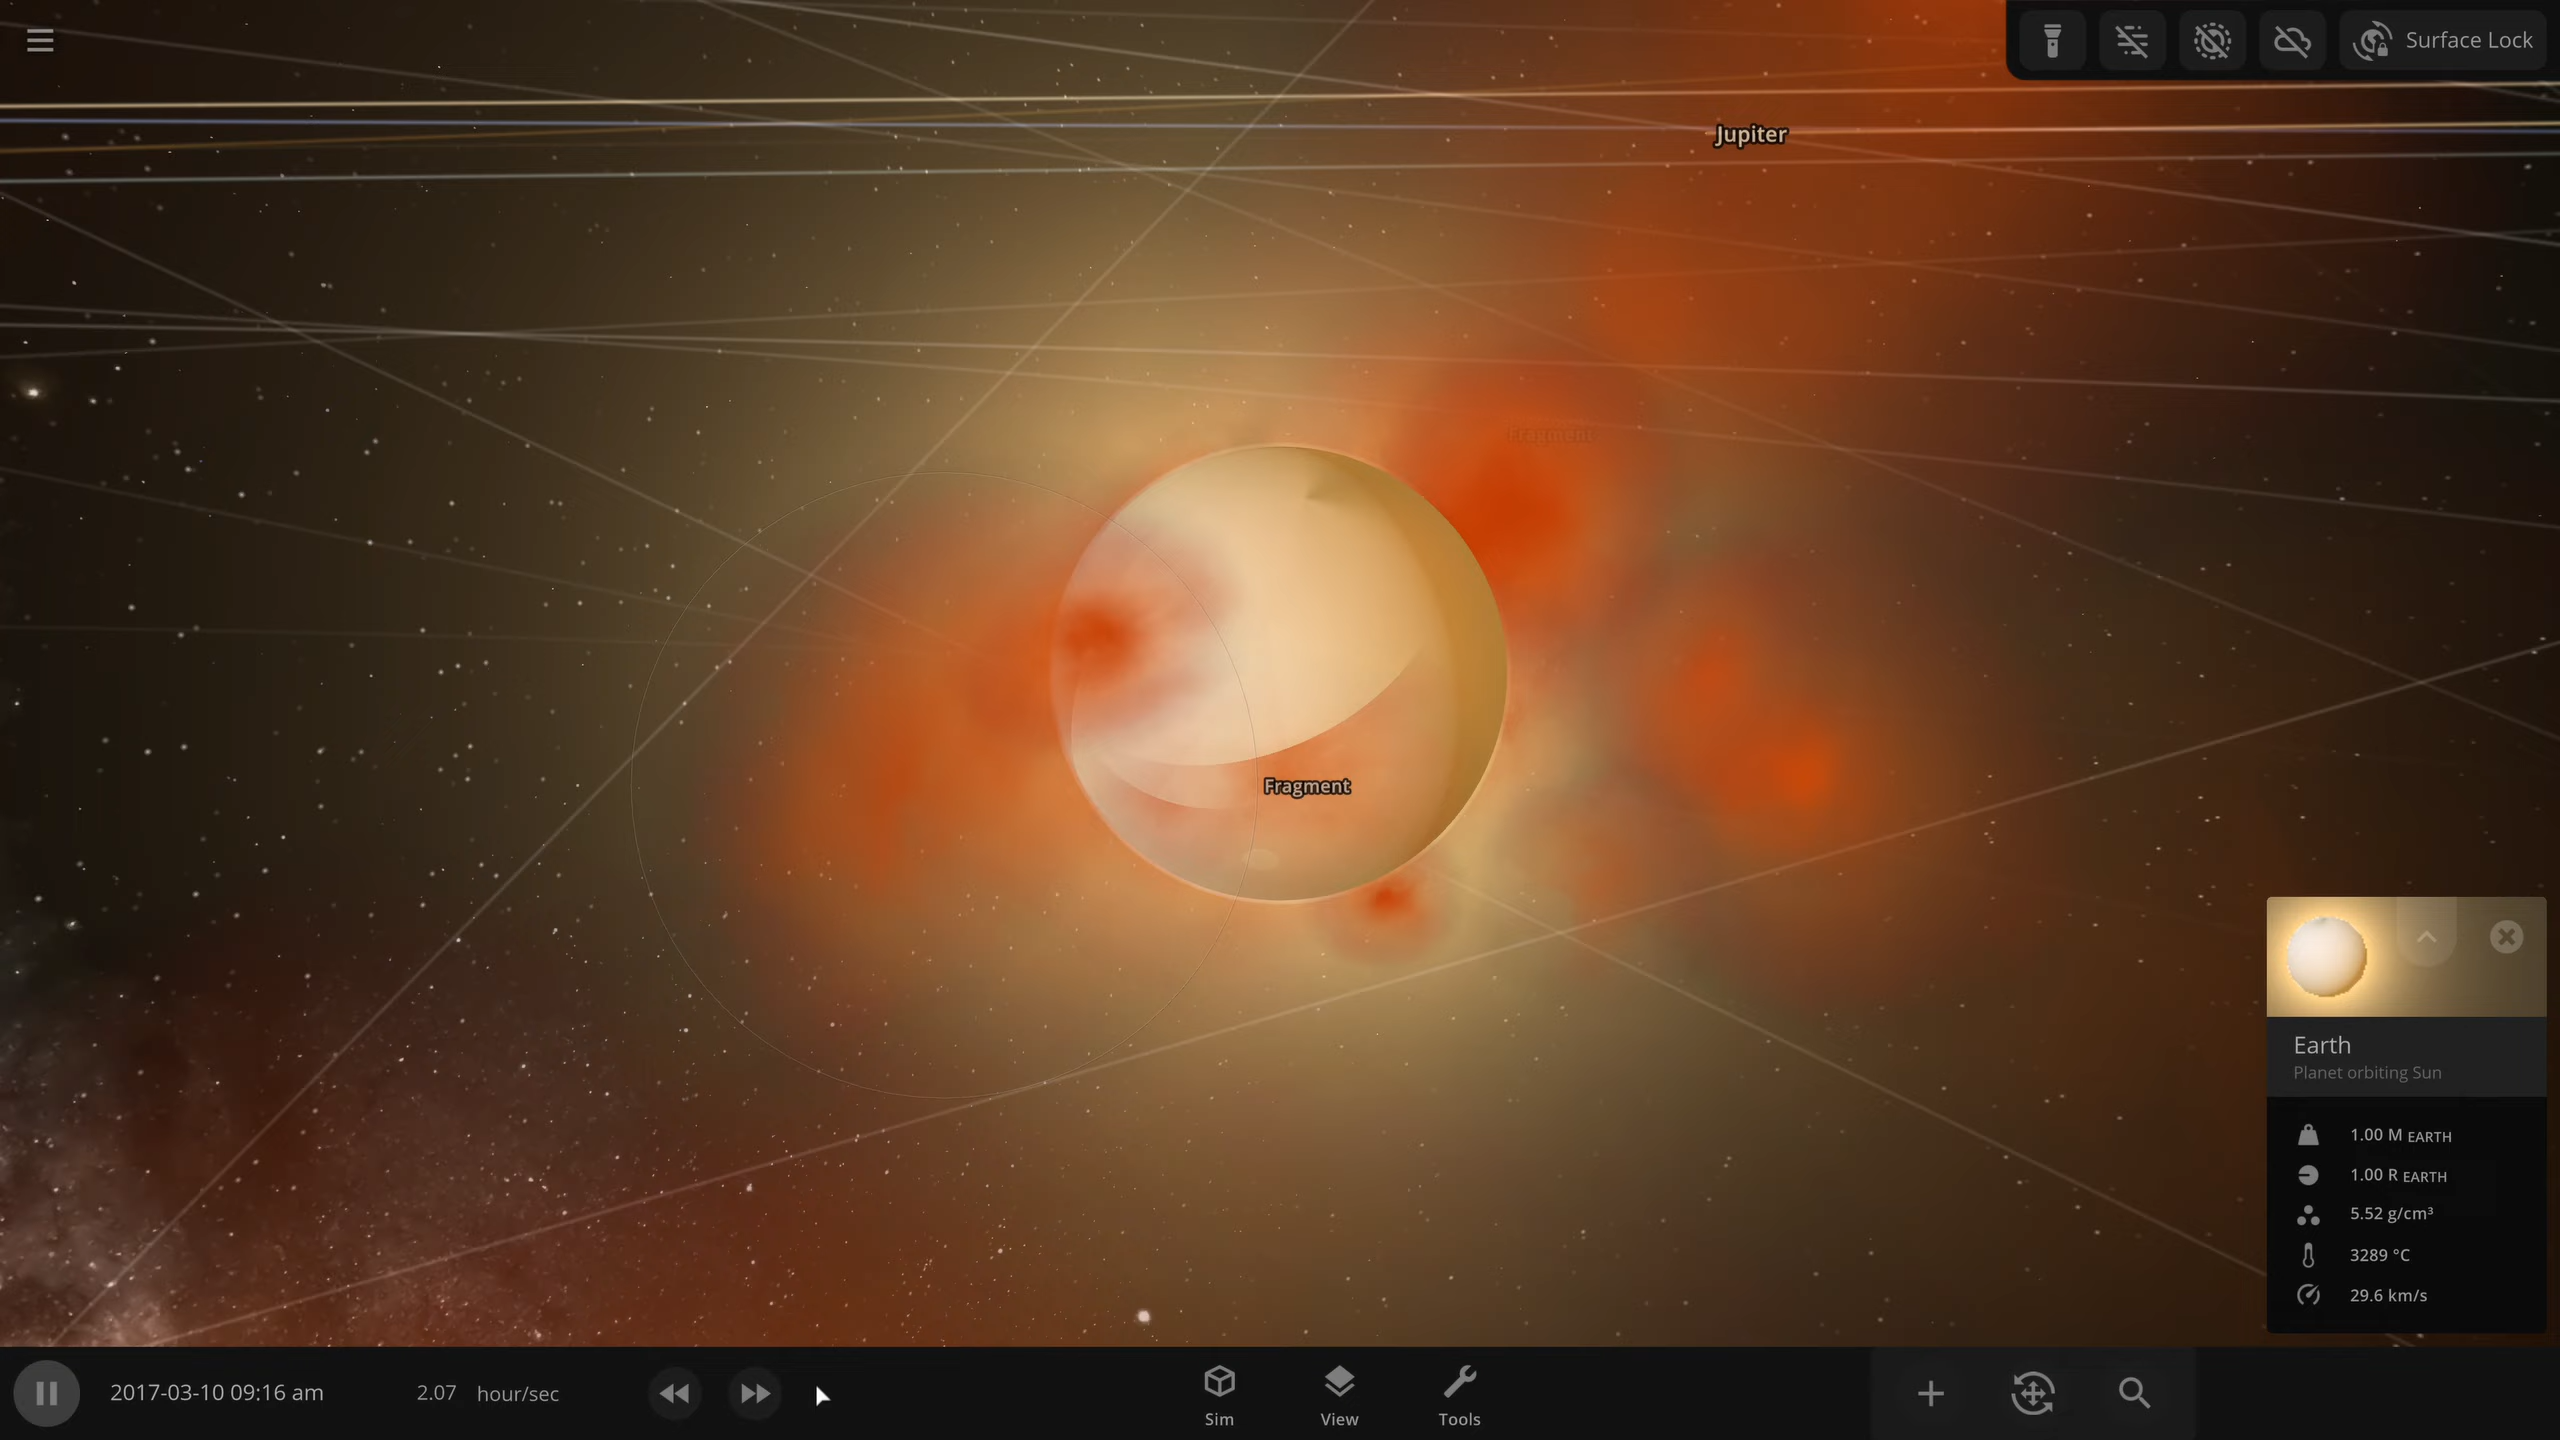 Surface Lock
Jupiter
Fragment
Fragment
Earth
Planet orbiting Sun
1.00 M EARTH
1.00 R EARTH
5.52 g/cm³
3289 °C
29.6 km/s
2017-03-10 09:16 am
2.07 hour/sec
Sim
View
Tools